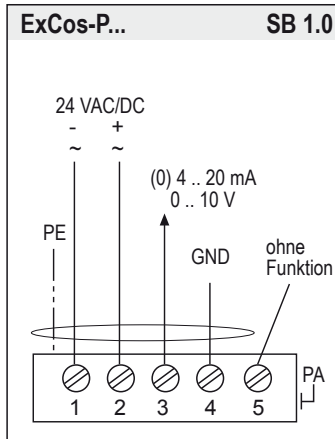 ExCos-P... SB 1.0
24 VAC/DC
- +
~ ~
(0) 4 .. 20 mA
0 .. 10 V
PE
GND
ohne
Funktion
PA
1 2 3 4 5